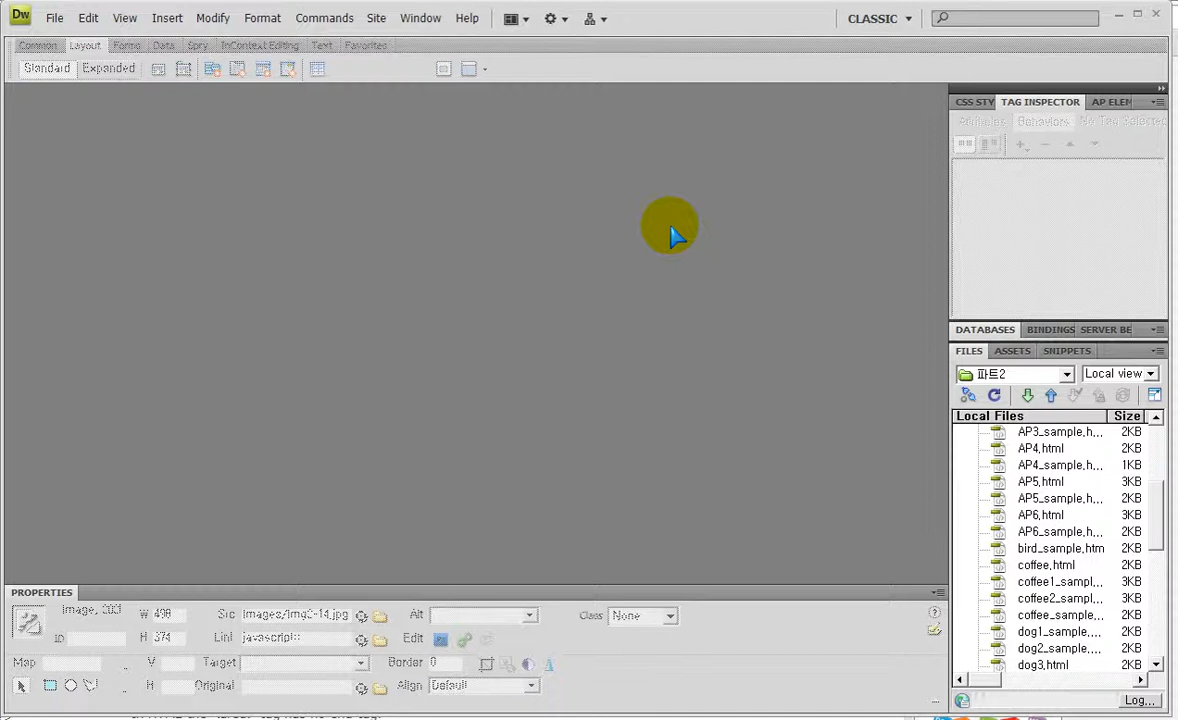 Dw File Edit View Insert Modify Format Commands Site Window Help CLASSIC
Common Layout Forms Data Spry InContext Editing Text Favorites
Standard Expanded
CSS STY TAG INSPECTOR AP ELEM
Attributes Behaviors No Tag Selected
DATABASES BINDINGS SERVER BE
FILES ASSETS SNIPPETS
파트2 Local view
Local Files Size
AP3_sample.h... 2KB
AP4.html 2KB
AP4_sample.h... 1KB
AP5.html 3KB
AP5_sample.h... 2KB
AP6.html 3KB
AP6_sample.h... 2KB
bird_sample.htm 2KB
coffee.html 2KB
coffee1_sampl... 3KB
coffee2_sampl... 3KB
coffee_sample... 2KB
dog1_sample.... 2KB
dog2_sample.... 2KB
dog3.html 2KB
Log...
PROPERTIES
Image, W 498 Src Alt Class None
ID H 374 Link javascript:; Edit
Map V Target Border 0
H Original Align Default